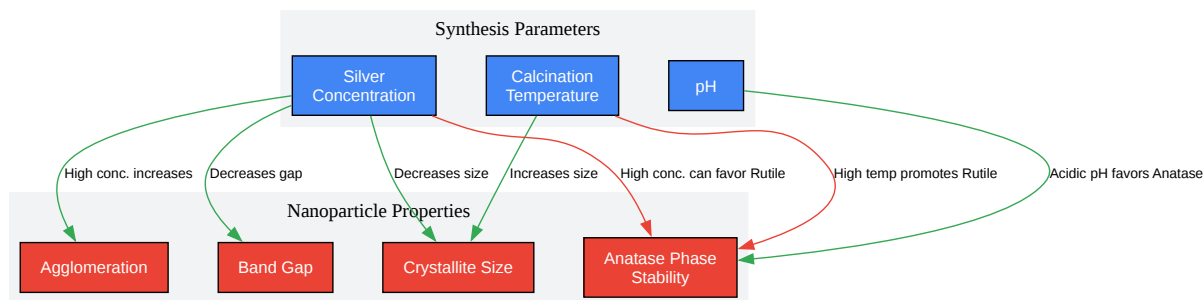 Synthesis Parameters
Silver
Concentration
Calcination
Temperature
pH
High conc. increases
Decreases gap
Decreases size
Increases size
High conc. can favor Rutile
High temp promotes Rutile
Acidic pH favors Anatase
Nanoparticle Properties
Agglomeration
Band Gap
Crystallite Size
Anatase Phase
Stability